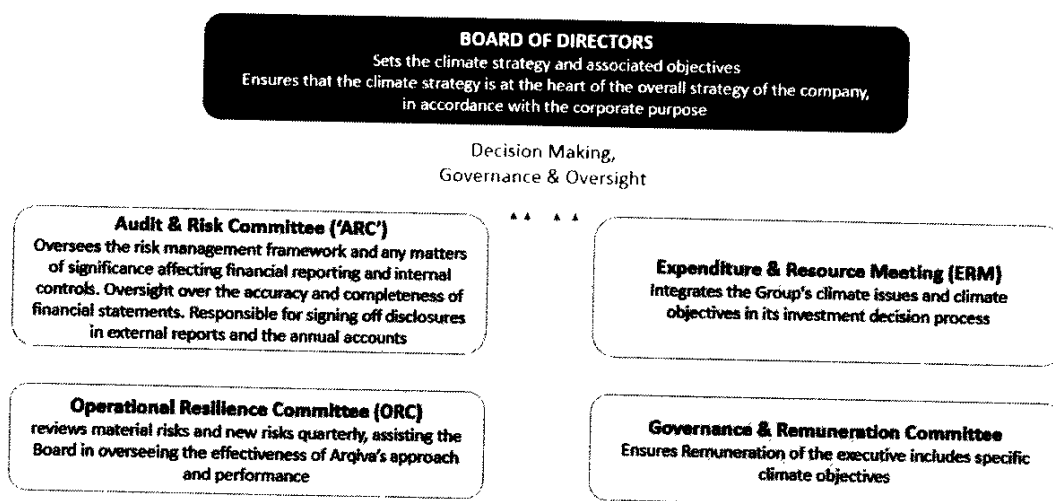 BOARD OF DIRECTORS
Sets the climate strategy and associated objectives
Ensures that the climate strategy is at the heart of the overall strategy of the company,
in accordance with the corporate purpose
Decision Making,
Governance & Oversight
Audit & Risk Committee ('ARC')
Oversees the risk management framework and any matters
of significance affecting financial reporting and internal
controls. Oversight over the accuracy and completeness of
financial statements. Responsible for signing off disclosures
in external reports and the annual accounts
Expenditure & Resource Meeting (ERM)
Integrates the Group's climate issues and climate
objectives in its investment decision process
Operational Resilience Committee (ORC)
reviews material risks and new risks quarterly, assisting the
Board in overseeing the effectiveness of Arqiva's approach
and performance
Governance & Remuneration Committee
Ensures Remuneration of the executive includes specific
climate objectives